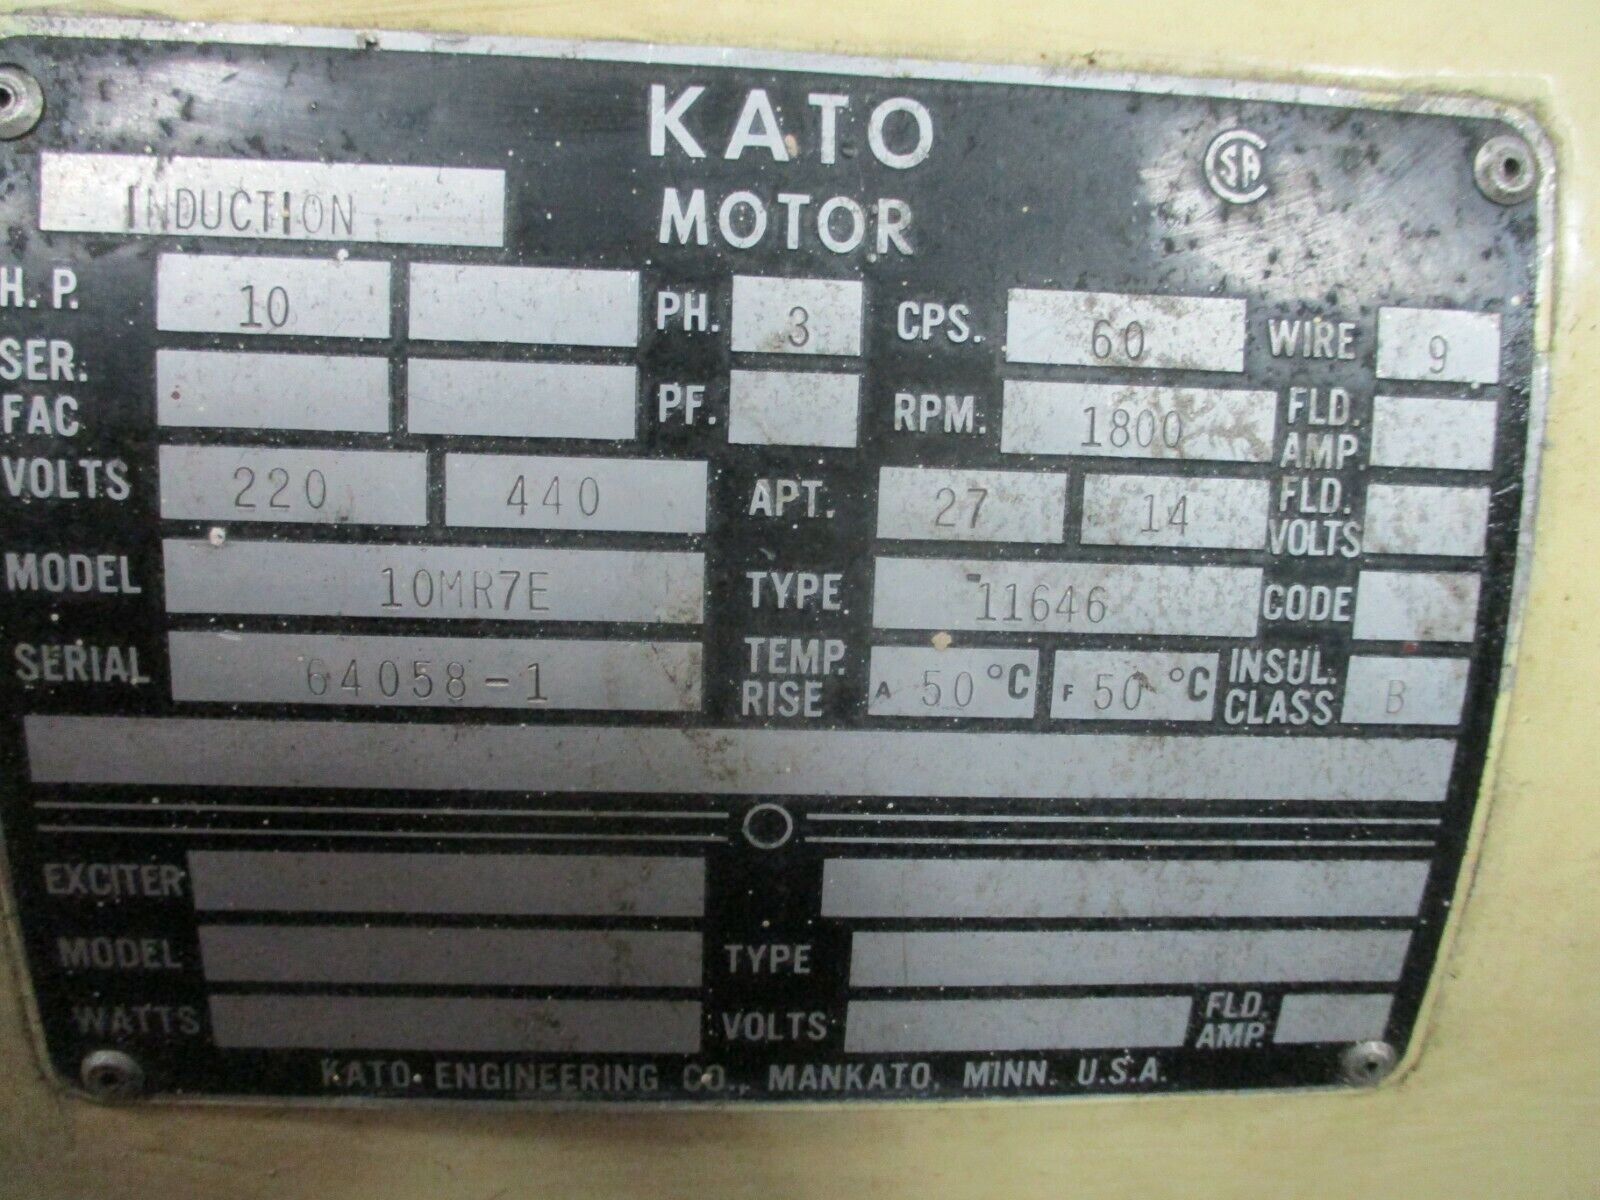 KATO
CSA
INDUCTION MOTOR
H. P. 10 PH. 3 CPS. 60 WIRE 9
SER. FAC PF. RPM. 1800 FLD. AMP.
VOLTS 220 440 APT. 27 14 FLD. VOLTS
MODEL 10MR7E TYPE 11646 CODE
SERIAL 64058-1 TEMP. RISE A 50 °C F 50 °C INSUL. CLASS B
EXCITER
MODEL TYPE
WATTS VOLTS FLD. AMP.
KATO ENGINEERING CO., MANKATO, MINN. U.S.A.